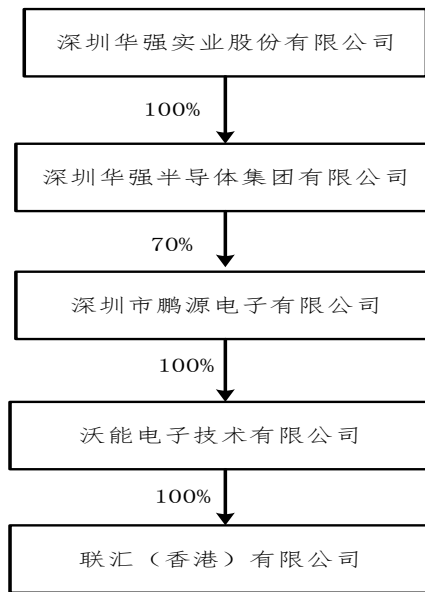 深圳华强实业股份有限公司
100%
深圳华强半导体集团有限公司
70%
深圳市鹏源电子有限公司
100%
沃能电子技术有限公司
100%
联汇（香港）有限公司